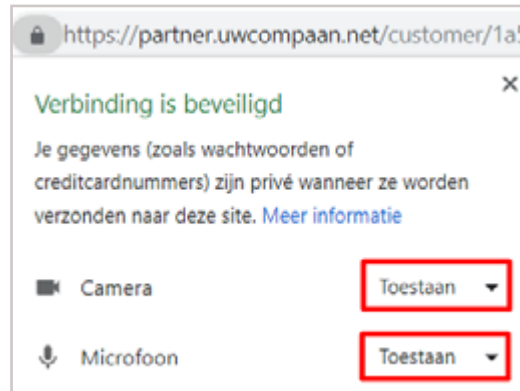 https://partner.uwcompaan.net/customer/1a5
Verbinding is beveiligd
Je gegevens (zoals wachtwoorden of
creditcardnummers) zijn privé wanneer ze worden
verzonden naar deze site. Meer informatie
Camera Toestaan
Microfoon Toestaan